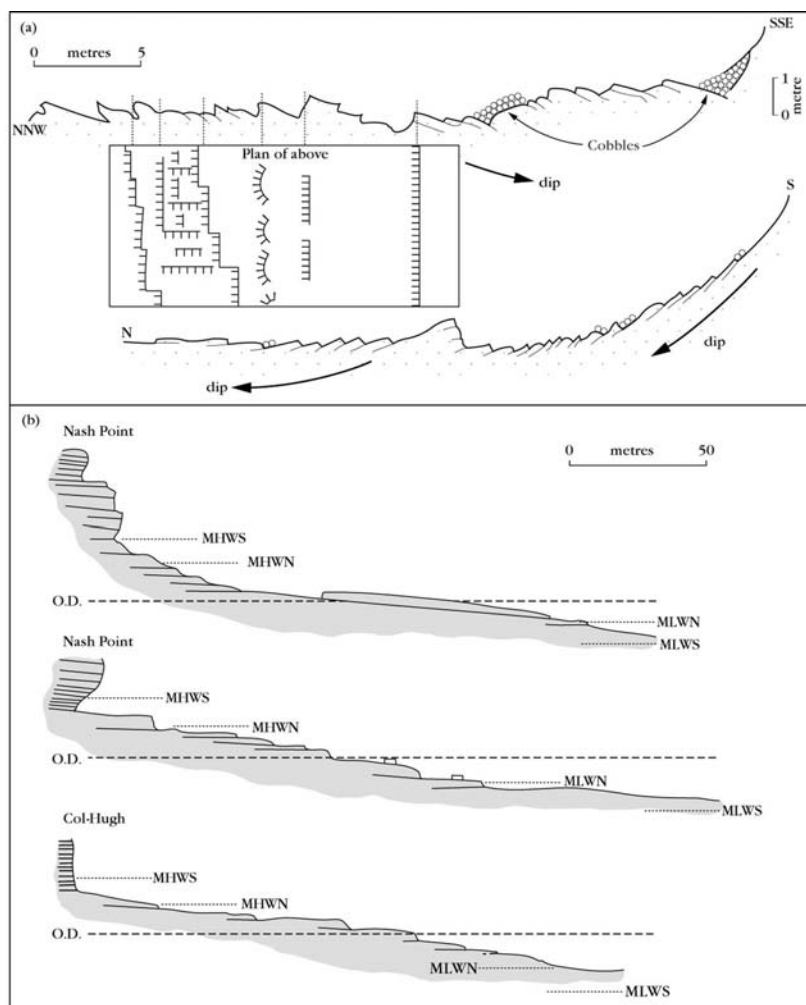 (a)
0 metres 5
SSE
1
metre
0
NNW
Cobbles
Plan of above
dip
S
N
dip
dip
(b)
Nash Point
0 metres 50
MHWS
MHWN
O.D.
MLWN
MLWS
Nash Point
MHWS
MHWN
O.D.
MLWN
MLWS
Col-Hugh
MHWS
MHWN
O.D.
MLWN
MLWS